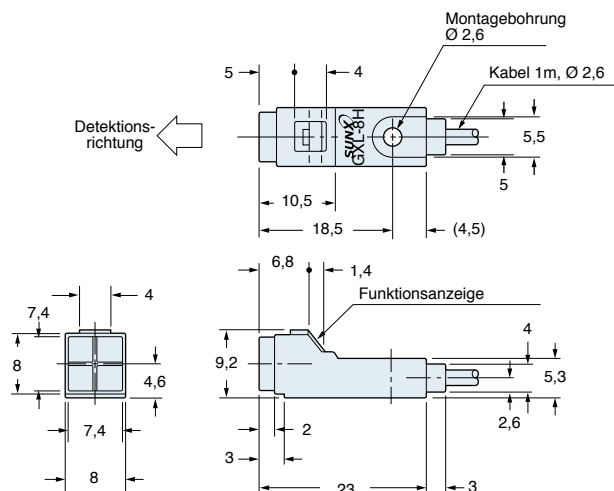 Montagebohrung
Ø 2,6
5
4
Kabel 1m, Ø 2,6
Detektions-
richtung
SUNX
GXL-8H
5,5
5
10,5
18,5
(4,5)
6,8
1,4
Funktionsanzeige
4
7,4
8
4,6
7,4
8
9,2
2
3
23
3
4
5,3
2,6